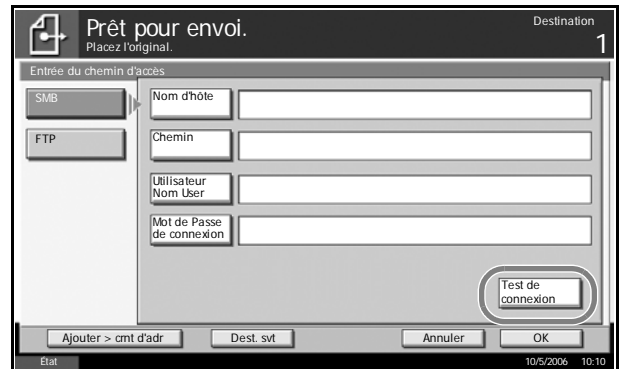 Prêt pour envoi.
Placez l'original.
Destination
1
Entrée du chemin d'accès
SMB
FTP
Nom d'hôte
Chemin
Utilisateur
Nom User
Mot de Passe
de connexion
Test de
connexion
Ajouter > cmt d'adr
Dest. svt
Annuler
OK
État
10/5/2006 10:10